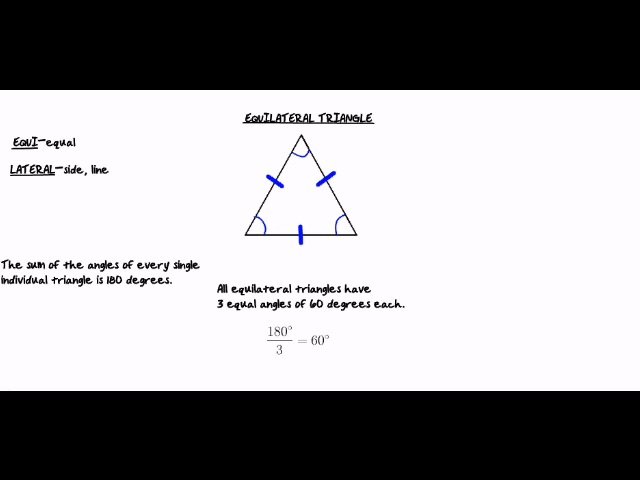 EQUILATERAL TRIANGLE
EQUI-equal
LATERAL-side, line
The sum of the angles of every single
individual triangle is 180 degrees.
All equilateral triangles have
3 equal angles of 60 degrees each.
180°/3 = 60°